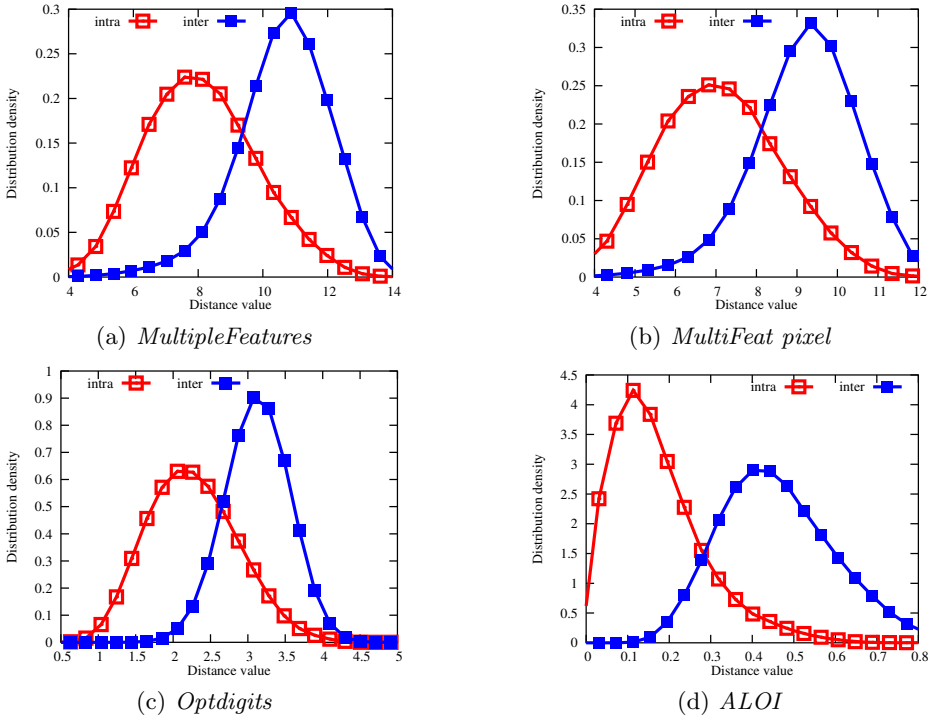 intra inter
Distribution density
0.3
0.25
0.2
0.15
0.1
0.05
0
4 6 8 10 12 14
Distance value
(a) MultipleFeatures
intra inter
Distribution density
0.35
0.3
0.25
0.2
0.15
0.1
0.05
0
4 5 6 7 8 9 10 11 12
Distance value
(b) MultiFeat pixel
intra inter
Distribution density
1
0.9
0.8
0.7
0.6
0.5
0.4
0.3
0.2
0.1
0
0.5 1 1.5 2 2.5 3 3.5 4 4.5 5
Distance value
(c) Optdigits
intra inter
Distribution density
4.5
4
3.5
3
2.5
2
1.5
1
0.5
0
0 0.1 0.2 0.3 0.4 0.5 0.6 0.7 0.8
Distance value
(d) ALOI